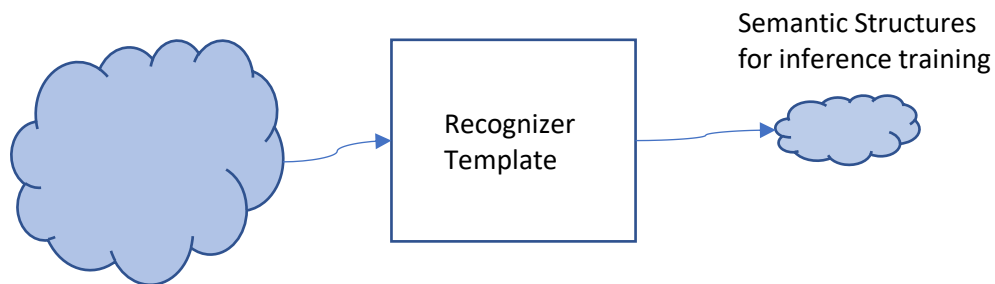 Semantic Structures
for inference training
Recognizer
Template